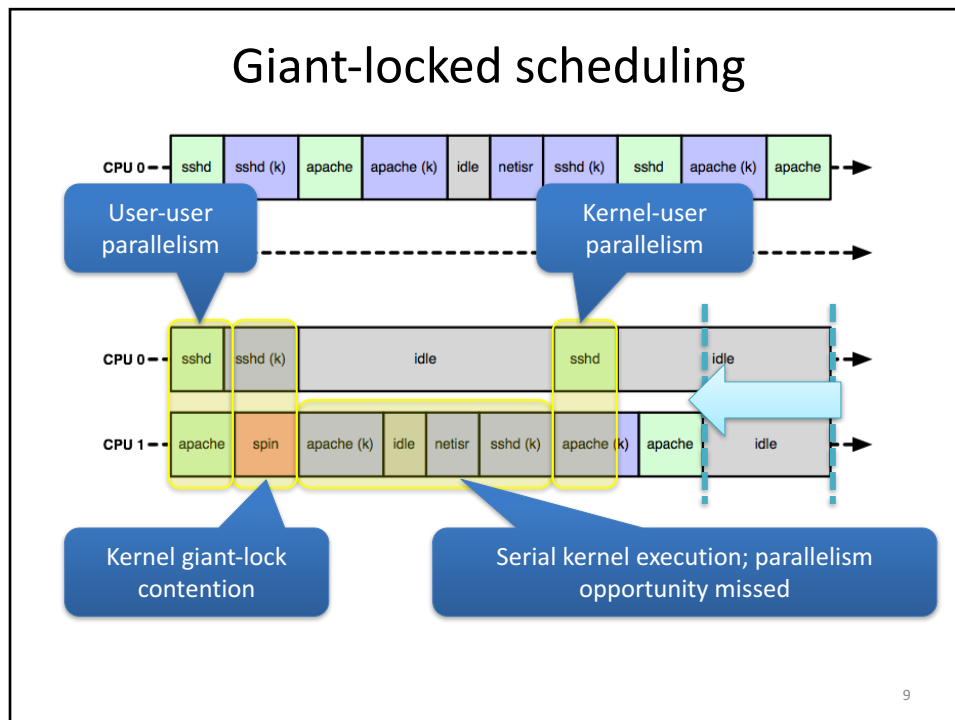 Giant-locked scheduling
CPU 0 sshd sshd (k) apache apache (k) idle netisr sshd (k) sshd apache (k) apache
User-user
parallelism
Kernel-user
parallelism
CPU 0 sshd sshd (k) idle sshd idle
CPU 1 apache spin apache (k) idle netisr sshd (k) apache (k) apache idle
Kernel giant-lock
contention
Serial kernel execution; parallelism
opportunity missed
9